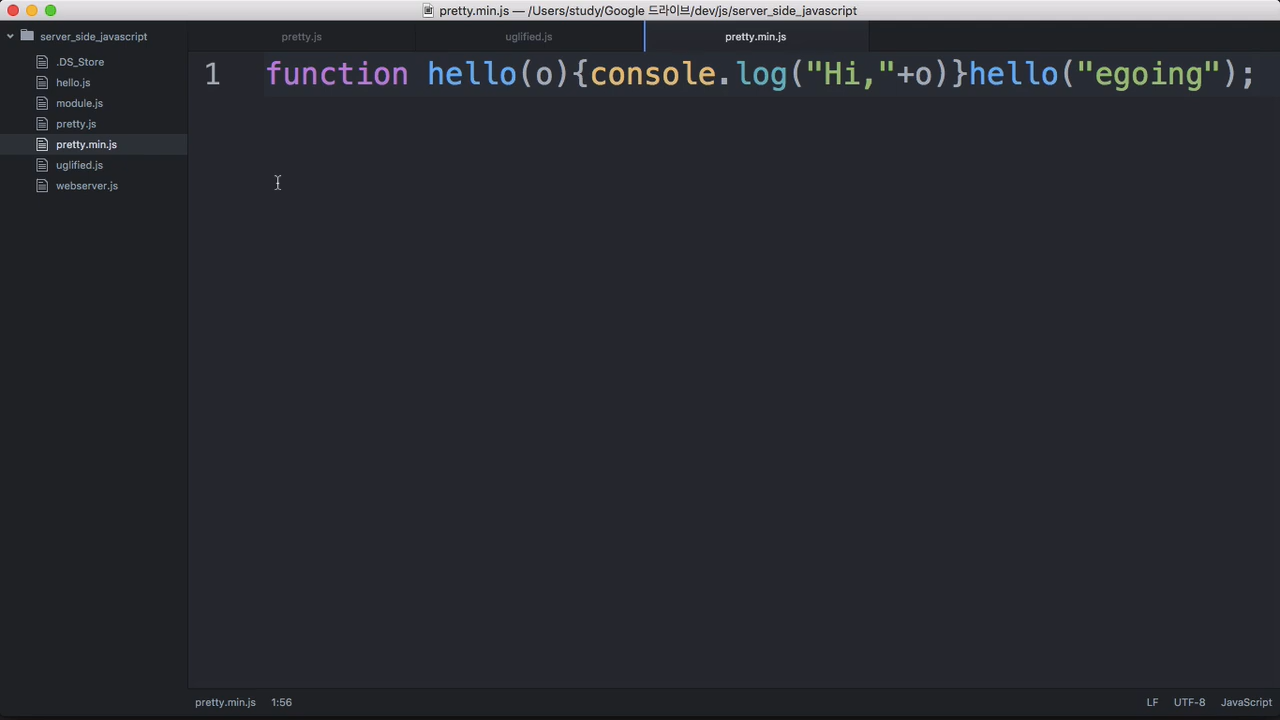 pretty.min.js — /Users/study/Google 드라이브/dev/js/server_side_javascript
server_side_javascript
.DS_Store
hello.js
module.js
pretty.js
pretty.min.js
uglified.js
webserver.js
pretty.js
uglified.js
pretty.min.js
1 function hello(o){console.log("Hi,"+o)}hello("egoing");
pretty.min.js 1:56
LF UTF-8 JavaScript